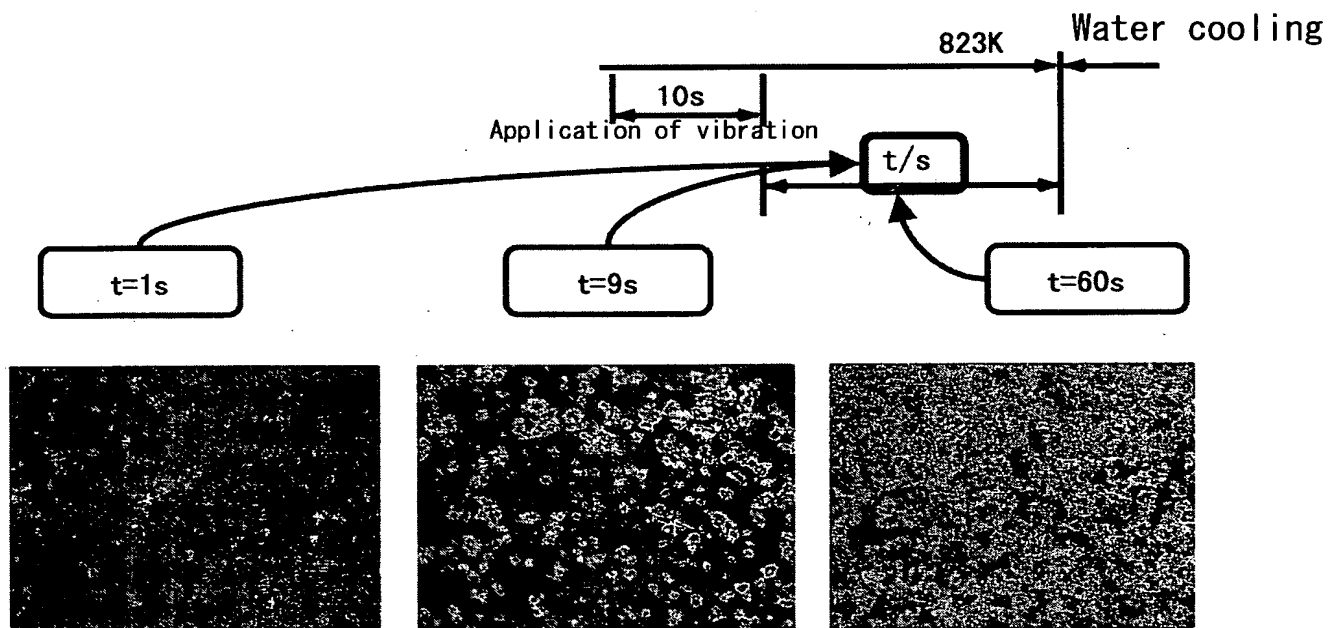 Water cooling
823K
10s
Application of vibration
t/s
t=1s
t=9s
t=60s